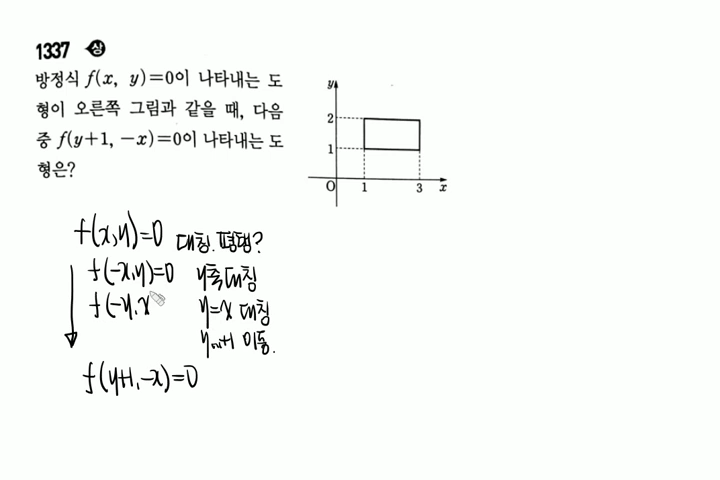 1337 상
방정식 f(x, y)=0이 나타내는 도
형이 오른쪽 그림과 같을 때, 다음
중 f(y+1, −x)=0이 나타내는 도
형은?
y
2
1
O 1 3 x
f(x,y)=0 대칭. 평행?
f(-x,y)=0 y축대칭
f(-y,x y=x 대칭
+1 이동.
f(y+1,-x)=0